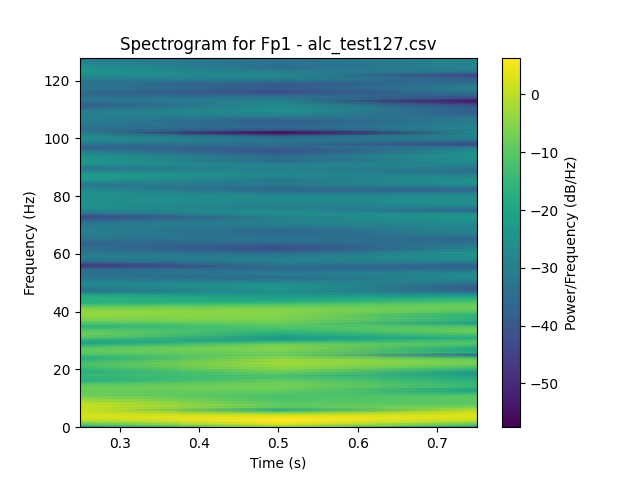 Spectrogram for Fp1 - alc_test127.csv
120
100
80
60
40
20
0
Frequency (Hz)
0.3 0.4 0.5 0.6 0.7
Time (s)
0
−10
−20
−30
−40
−50
Power/Frequency (dB/Hz)